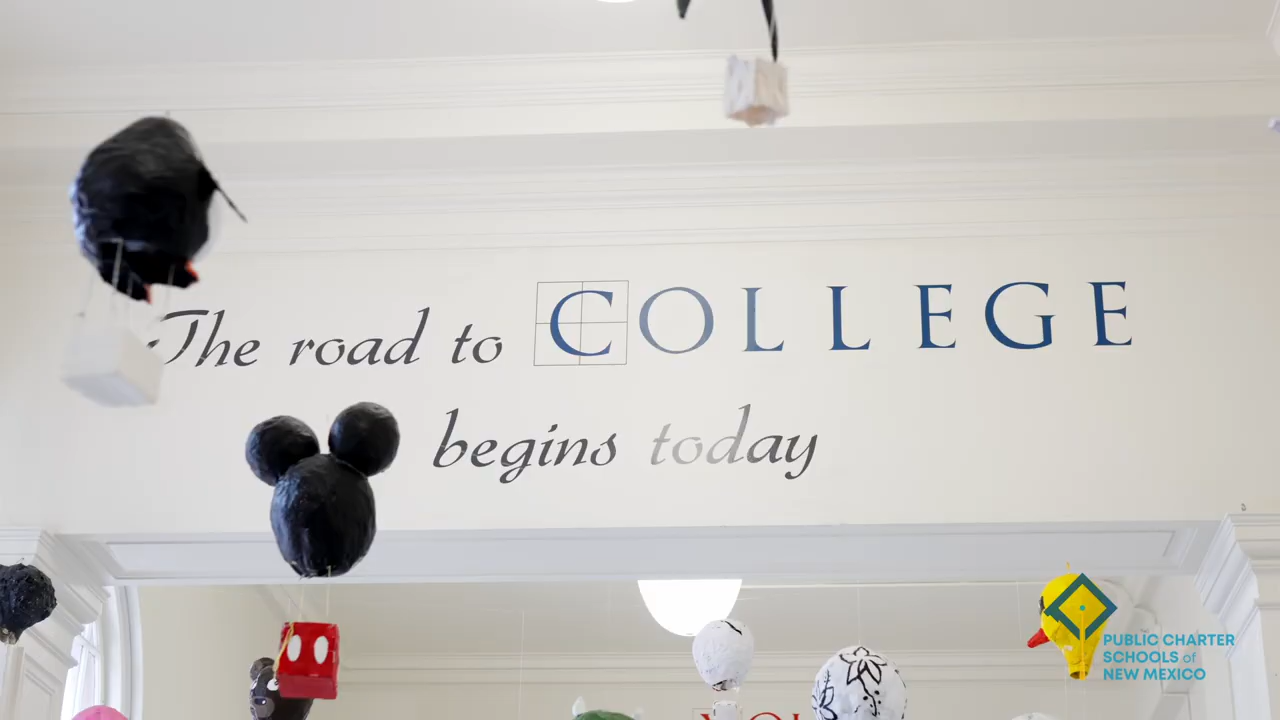 The road to COLLEGE
begins today
PUBLIC CHARTER
SCHOOLS of
NEW MEXICO